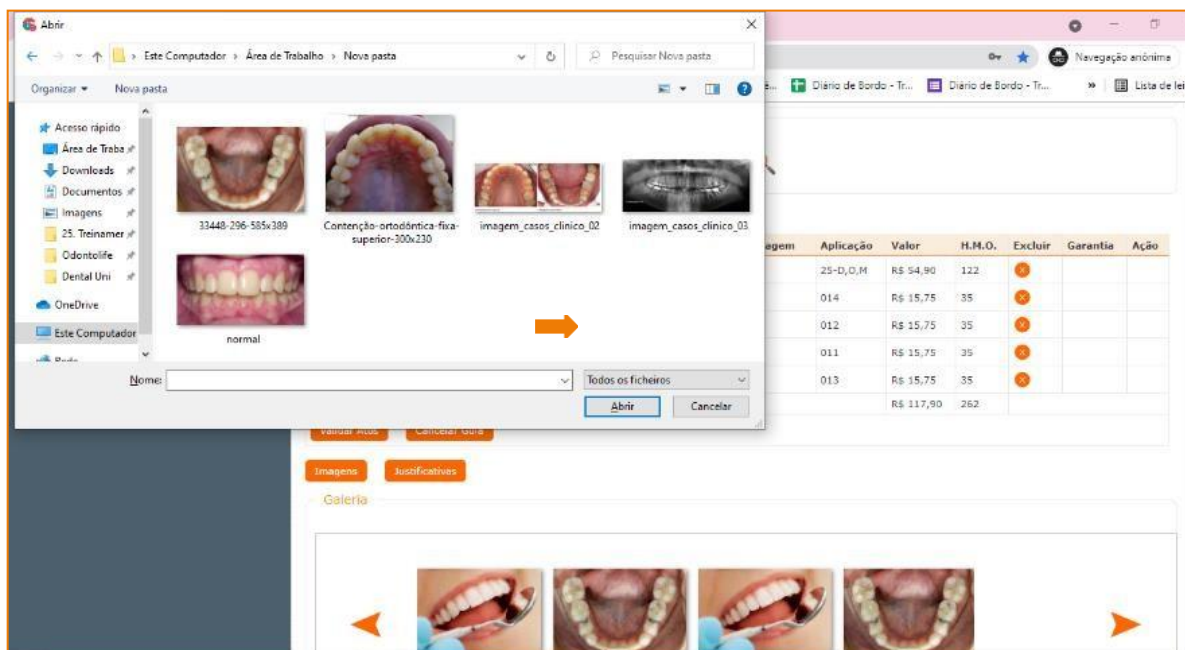 Abrir
Este Computador > Área de Trabalho > Nova pasta
Pesquisar Nova pasta
Navegação anónima
Organizar
Nova pasta
Diário de Bordo - Tr...
Diário de Bordo - Tr...
»
Lista de lei
Acesso rápido
Área de Traba
Downloads
Documentos
Imagens
25. Treinamer
Odontolife
Dental Uni
OneDrive
Este Computador
33448-296-585x389
Contenção-ortodôntica-fixa-
superior-300x230
imagem_casos_clinico_02
imagem_casos_clinico_03
normal
Nome:
Todos os ficheiros
Abrir
Cancelar
agem Aplicação Valor H.M.O. Excluir Garantia Ação
25-D,O,M R$ 54,90 122
014 R$ 15,75 35
012 R$ 15,75 35
011 R$ 15,75 35
013 R$ 15,75 35
R$ 117,90 262
Validar Atos
Cancelar Guia
Imagens
Justificativas
Galeria